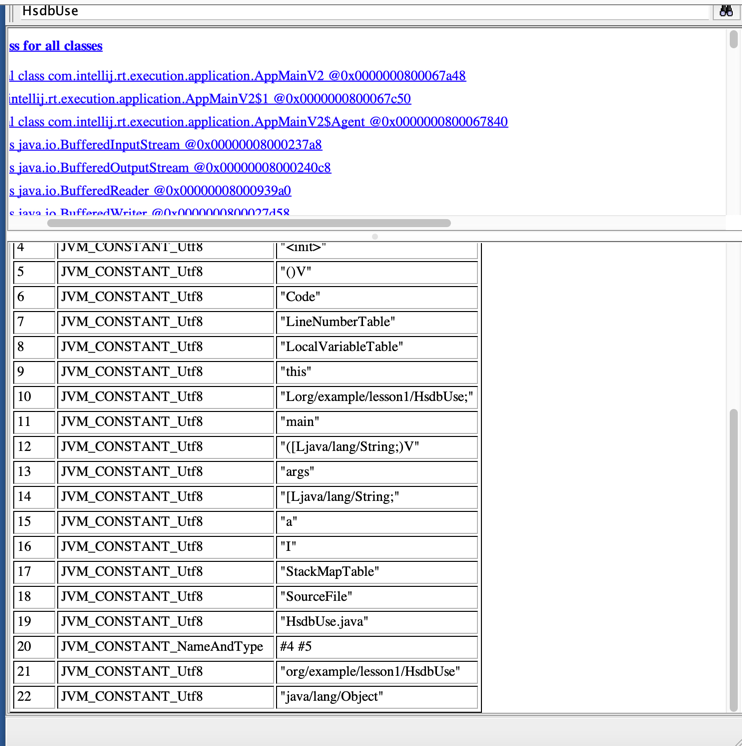 HsdbUse
ss for all classes
l class com.intellij.rt.execution.application.AppMainV2 @0x0000000800067a48
intellij.rt.execution.application.AppMainV2$1 @0x0000000800067c50
l class com.intellij.rt.execution.application.AppMainV2$Agent @0x0000000800067840
s java.io.BufferedInputStream @0x00000008000237a8
s java.io.BufferedOutputStream @0x00000008000240c8
s java.io.BufferedReader @0x00000008000939a0
s java.io.BufferedWriter @0x0000000800027d58
4 JVM_CONSTANT_Utf8 "<init>"
5 JVM_CONSTANT_Utf8 "()V"
6 JVM_CONSTANT_Utf8 "Code"
7 JVM_CONSTANT_Utf8 "LineNumberTable"
8 JVM_CONSTANT_Utf8 "LocalVariableTable"
9 JVM_CONSTANT_Utf8 "this"
10 JVM_CONSTANT_Utf8 "Lorg/example/lesson1/HsdbUse;"
11 JVM_CONSTANT_Utf8 "main"
12 JVM_CONSTANT_Utf8 "([Ljava/lang/String;)V"
13 JVM_CONSTANT_Utf8 "args"
14 JVM_CONSTANT_Utf8 "[Ljava/lang/String;"
15 JVM_CONSTANT_Utf8 "a"
16 JVM_CONSTANT_Utf8 "I"
17 JVM_CONSTANT_Utf8 "StackMapTable"
18 JVM_CONSTANT_Utf8 "SourceFile"
19 JVM_CONSTANT_Utf8 "HsdbUse.java"
20 JVM_CONSTANT_NameAndType #4 #5
21 JVM_CONSTANT_Utf8 "org/example/lesson1/HsdbUse"
22 JVM_CONSTANT_Utf8 "java/lang/Object"